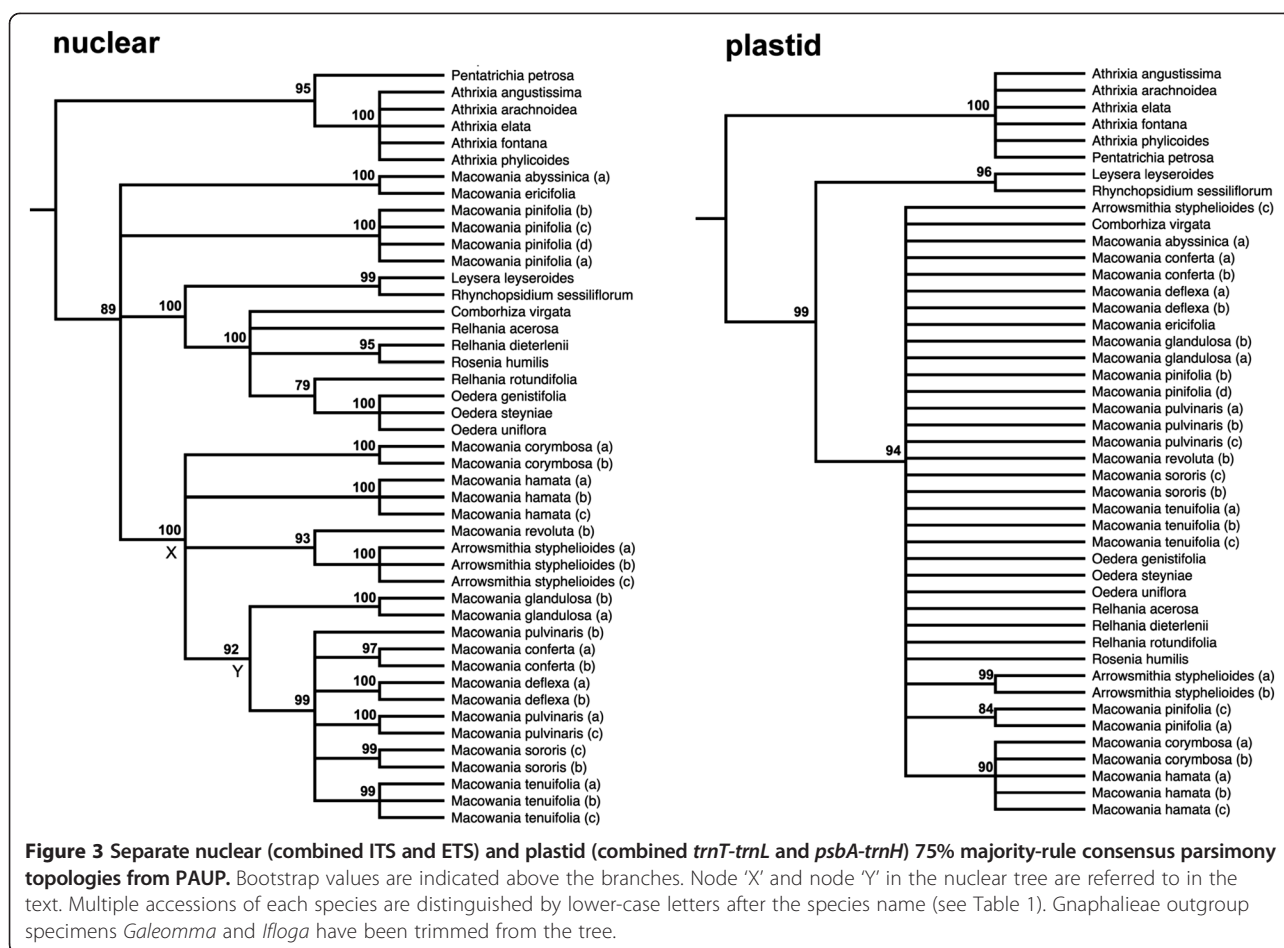 nuclear
95
Pentatrichia petrosa
Athrixia angustissima
Athrixia arachnoidea
100
Athrixia elata
Athrixia fontana
Athrixia phylicoides
100
Macowania abyssinica (a)
Macowania ericifolia
Macowania pinifolia (b)
100
Macowania pinifolia (c)
Macowania pinifolia (d)
Macowania pinifolia (a)
89
100
99
Leysera leyseroides
Rhynchopsidium sessiliflorum
Comborhiza virgata
100
Relhania acerosa
95
Relhania dieterlenii
Rosenia humilis
79
Relhania rotundifolia
100
Oedera genistifolia
Oedera steyniae
Oedera uniflora
100
Macowania corymbosa (a)
Macowania corymbosa (b)
100
Macowania hamata (a)
Macowania hamata (b)
Macowania hamata (c)
100
X
93
Macowania revoluta (b)
100
Arrowsmithia styphelioides (a)
Arrowsmithia styphelioides (b)
Arrowsmithia styphelioides (c)
100
Macowania glandulosa (b)
Macowania glandulosa (a)
92
Y
Macowania pulvinaris (b)
97
Macowania conferta (a)
Macowania conferta (b)
99
100
Macowania deflexa (a)
Macowania deflexa (b)
100
Macowania pulvinaris (a)
Macowania pulvinaris (c)
99
Macowania sororis (c)
Macowania sororis (b)
99
Macowania tenuifolia (a)
Macowania tenuifolia (b)
Macowania tenuifolia (c)
plastid
Athrixia angustissima
Athrixia arachnoidea
100
Athrixia elata
Athrixia fontana
Athrixia phylicoides
Pentatrichia petrosa
96
Leysera leyseroides
Rhynchopsidium sessiliflorum
99
Arrowsmithia styphelioides (c)
Comborhiza virgata
Macowania abyssinica (a)
Macowania conferta (a)
Macowania conferta (b)
Macowania deflexa (a)
Macowania deflexa (b)
Macowania ericifolia
Macowania glandulosa (b)
Macowania glandulosa (a)
Macowania pinifolia (b)
Macowania pinifolia (d)
Macowania pulvinaris (a)
Macowania pulvinaris (b)
Macowania pulvinaris (c)
94
Macowania revoluta (b)
Macowania sororis (c)
Macowania sororis (b)
Macowania tenuifolia (a)
Macowania tenuifolia (b)
Macowania tenuifolia (c)
Oedera genistifolia
Oedera steyniae
Oedera uniflora
Relhania acerosa
Relhania dieterlenii
Relhania rotundifolia
Rosenia humilis
99
Arrowsmithia styphelioides (a)
Arrowsmithia styphelioides (b)
84
Macowania pinifolia (c)
Macowania pinifolia (a)
Macowania corymbosa (a)
Macowania corymbosa (b)
90
Macowania hamata (a)
Macowania hamata (b)
Macowania hamata (c)
Figure 3 Separate nuclear (combined ITS and ETS) and plastid (combined trnT-trnL and psbA-trnH) 75% majority-rule consensus parsimony
topologies from PAUP. Bootstrap values are indicated above the branches. Node ‘X’ and node ‘Y’ in the nuclear tree are referred to in the
text. Multiple accessions of each species are distinguished by lower-case letters after the species name (see Table 1). Gnaphalieae outgroup
specimens Galeomma and Ifloga have been trimmed from the tree.